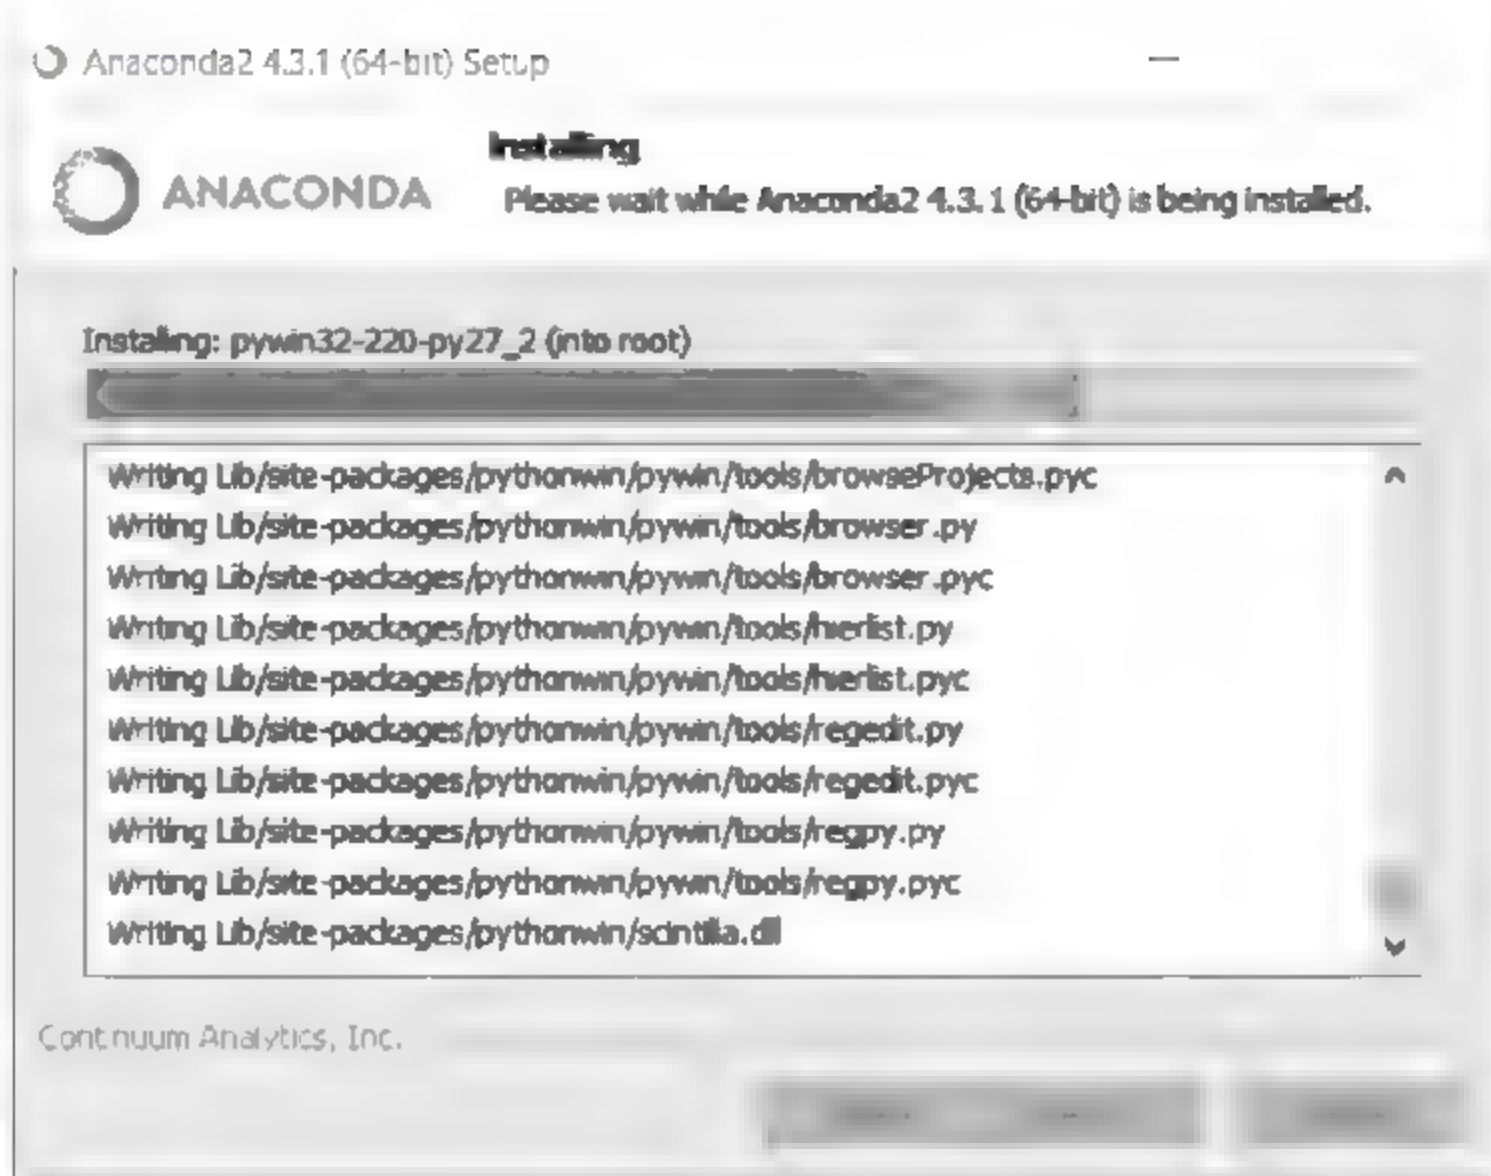 Anaconda2 4.3.1 (64-bit) Setup
ANACONDA
Installing
Please wait while Anaconda2 4.3.1 (64-bit) is being installed.
Installing: pywin32-220-py27_2 (into root)
Writing Lib/site-packages/pythonwin/pywin/tools/browseProjects.pyc
Writing Lib/site-packages/pythonwin/pywin/tools/browser.py
Writing Lib/site-packages/pythonwin/pywin/tools/browser.pyc
Writing Lib/site-packages/pythonwin/pywin/tools/hierlist.py
Writing Lib/site-packages/pythonwin/pywin/tools/hierlist.pyc
Writing Lib/site-packages/pythonwin/pywin/tools/regedit.py
Writing Lib/site-packages/pythonwin/pywin/tools/regedit.pyc
Writing Lib/site-packages/pythonwin/pywin/tools/regpy.py
Writing Lib/site-packages/pythonwin/pywin/tools/regpy.pyc
Writing Lib/site-packages/pythonwin/scintilla.dll
Continuum Analytics, Inc.